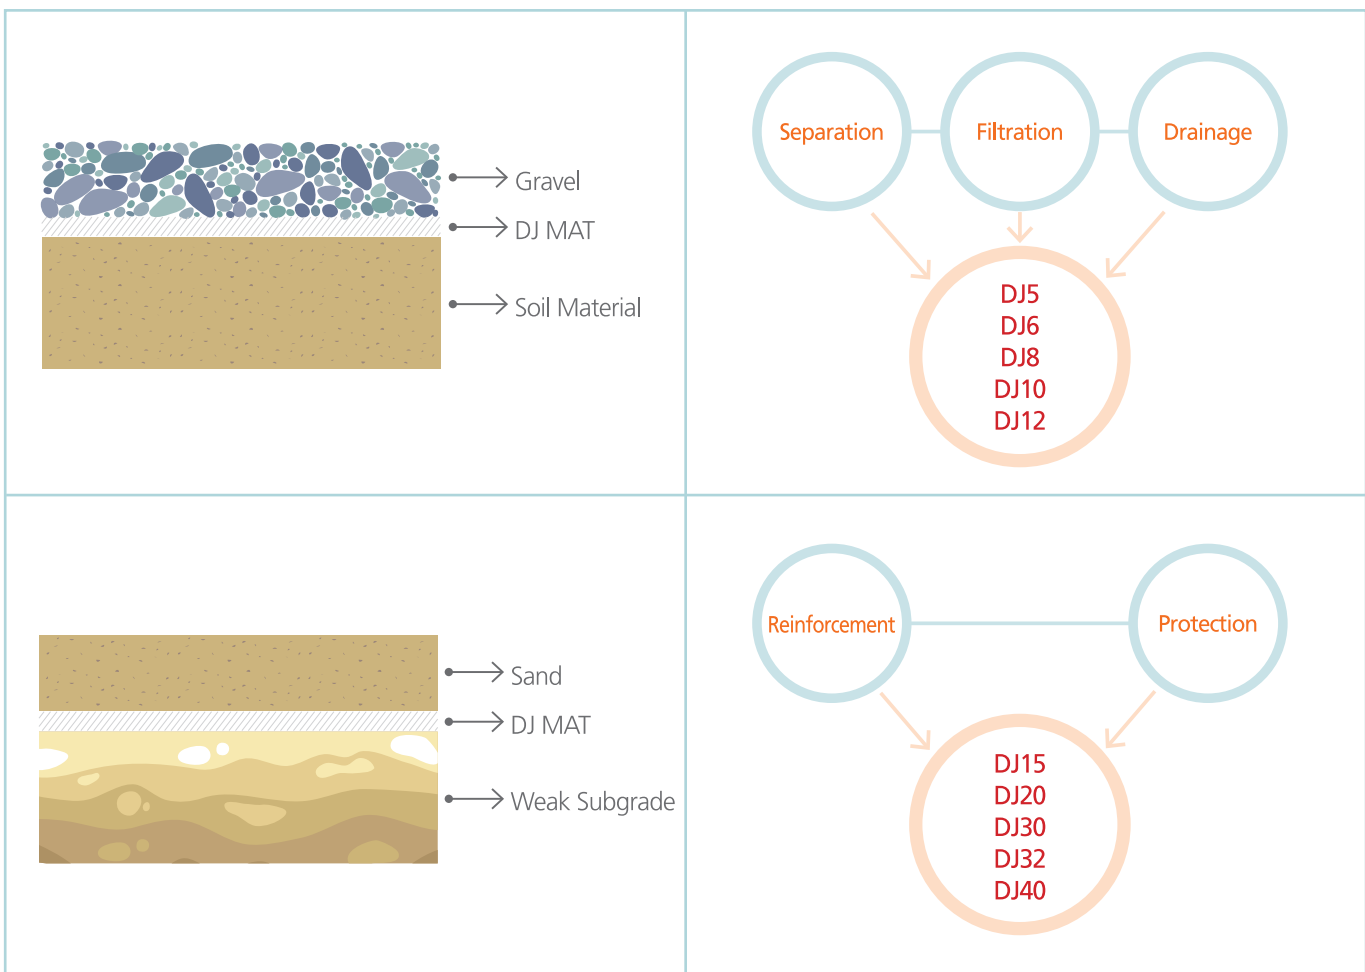 Gravel
DJ MAT
Soil Material
Separation
Filtration
Drainage
DJ5
DJ6
DJ8
DJ10
DJ12
Sand
DJ MAT
Weak Subgrade
Reinforcement
Protection
DJ15
DJ20
DJ30
DJ32
DJ40